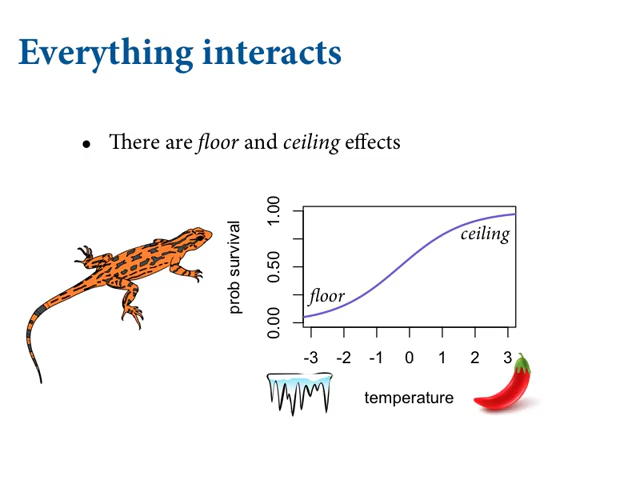 Everything interacts
• There are floor and ceiling effects
prob survival
1.00
0.50
0.00
ceiling
floor
-3 -2 -1 0 1 2 3
temperature